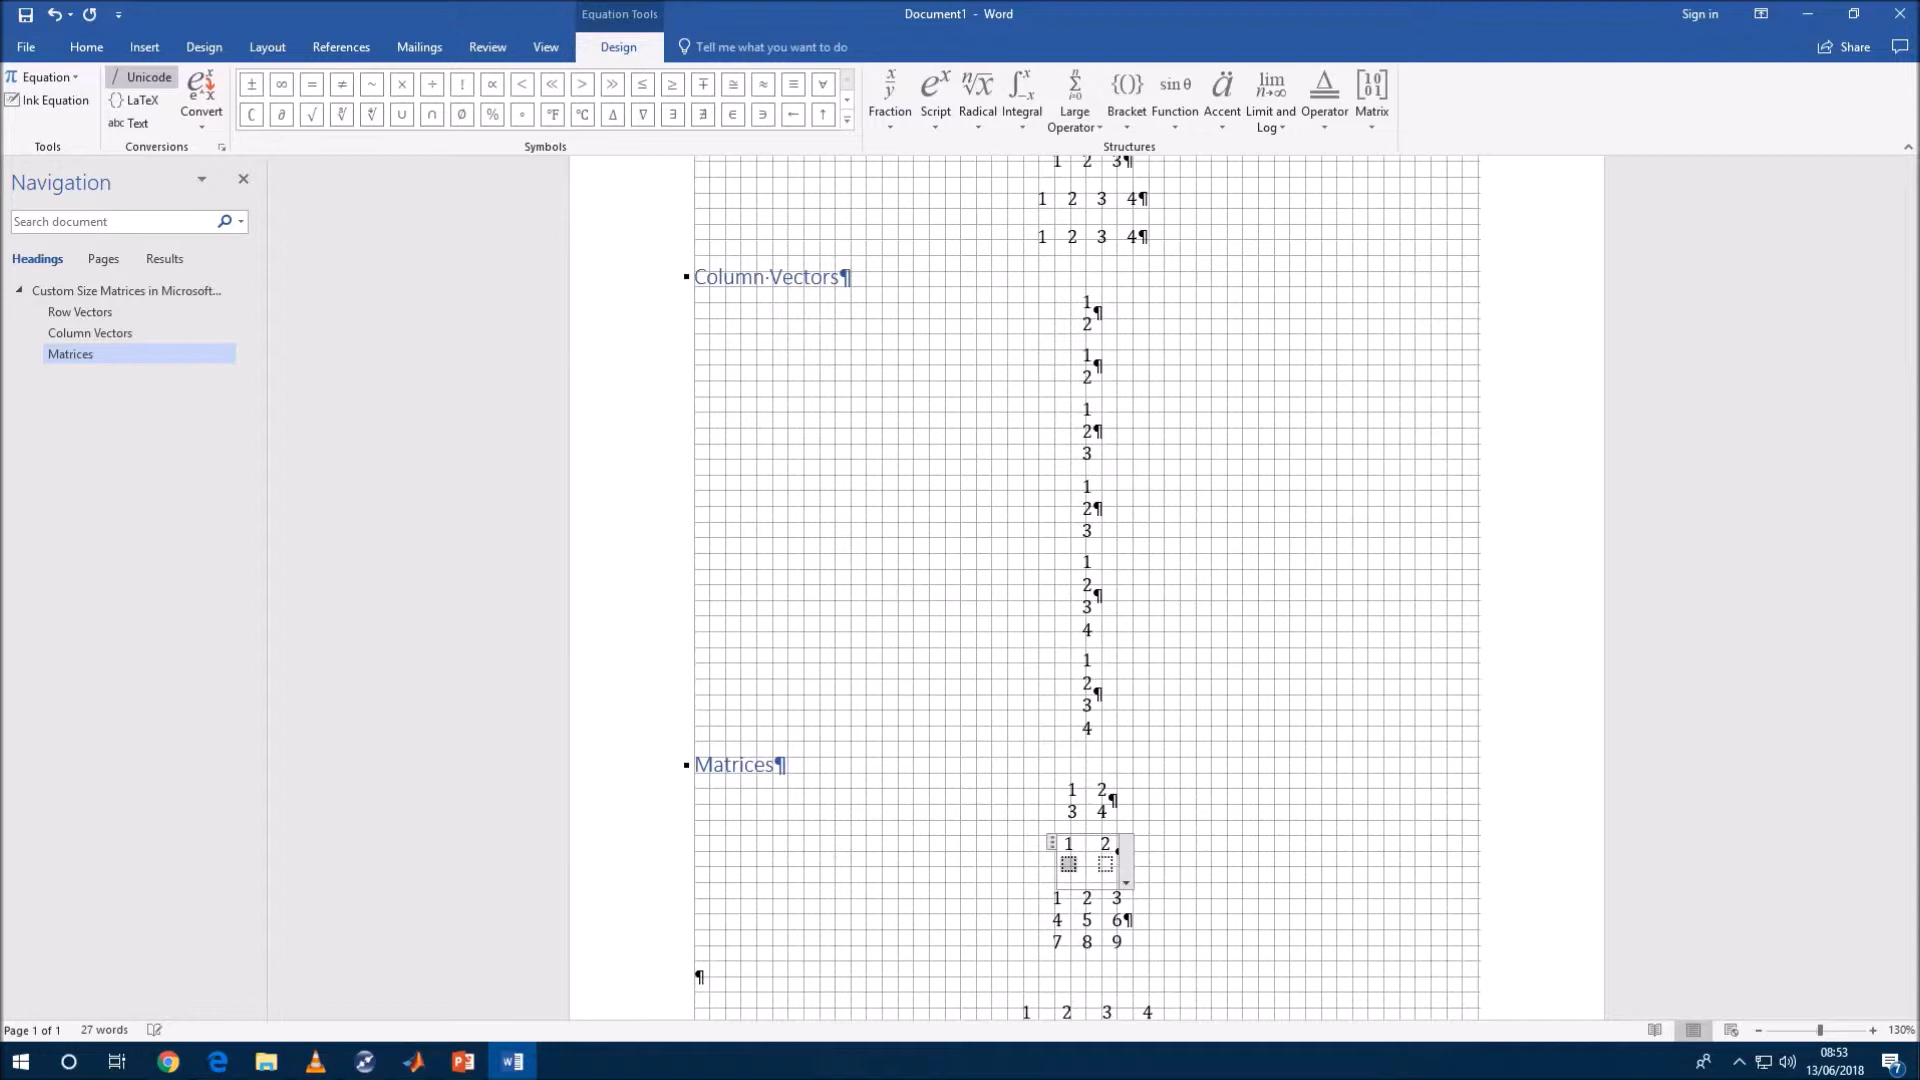 Equation Tools
Document1 - Word
Sign in
File Home Insert Design Layout References Mailings Review View Design Tell me what you want to do Share
π Equation
Ink Equation
Tools
Unicode
{} LaTeX
abc Text
Convert
Conversions
± ∞ = ≠ ~ × ÷ ! ∝ < ≪ > ≫ ≤ ≥ ∓ ≅ ≈ ≡ ∀
∁ ∂ √ ∛ ∜ ∪ ∩ ∅ % ° °F °C ∆ ∇ ∃ ∄ ∈ ∋ ← ↑
Symbols
Fraction Script Radical Integral Large Operator Bracket Function Accent Limit and Log Operator Matrix
Structures
Navigation
Search document
Headings Pages Results
Custom Size Matrices in Microsoft...
Row Vectors
Column Vectors
Matrices
1 2 3¶
1 2 3 4¶
1 2 3 4¶
Column·Vectors¶
1
2¶
1
2¶
1
2¶
3
1
2¶
3
1
2
3¶
4
1
2
3¶
4
Matrices¶
1 2
3 4¶
1 2
1 2 3
4 5 6¶
7 8 9
¶
1 2 3 4
Page 1 of 1 27 words
130%
08:53
13/06/2018
7